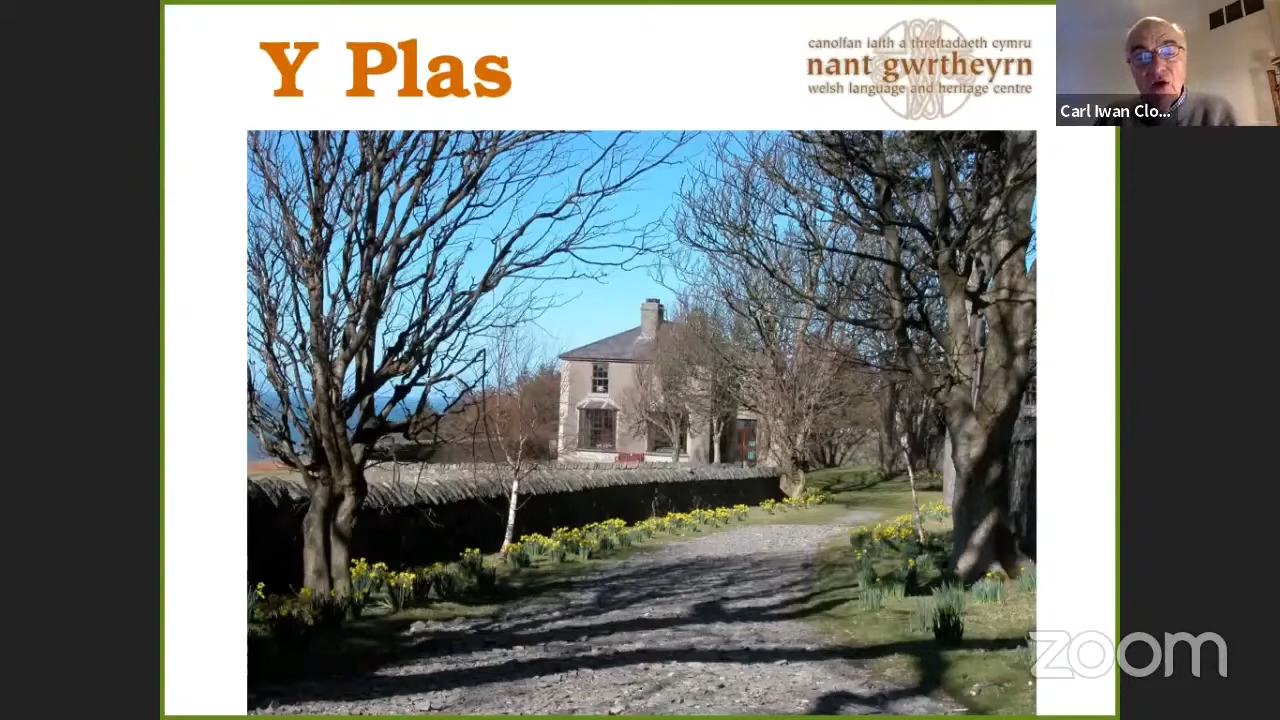 Y Plas
canolfan iaith a threftadaeth cymru
nant gwrtheyrn
welsh language and heritage centre
Carl Iwan Clo...
zoom